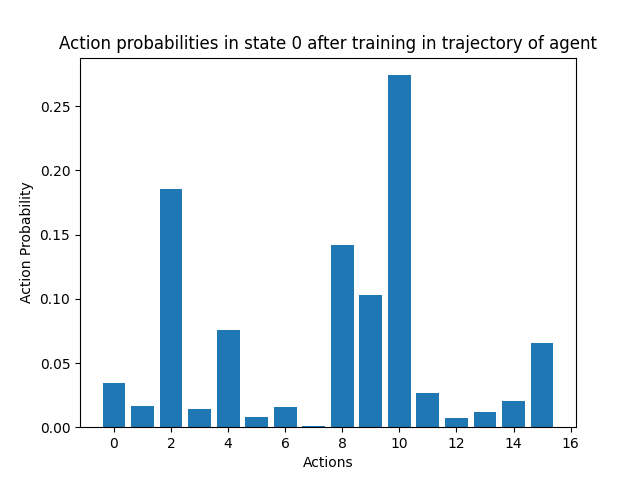 Action probabilities in state 0 after training in trajectory of agent
Action Probability
0.25
0.20
0.15
0.10
0.05
0.00
0 2 4 6 8 10 12 14 16
Actions